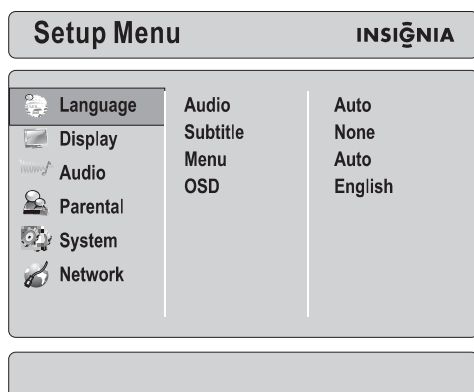 Setup Menu
INSIGNIA
Language
Display
Audio
Parental
System
Network
Audio Auto
Subtitle None
Menu Auto
OSD English